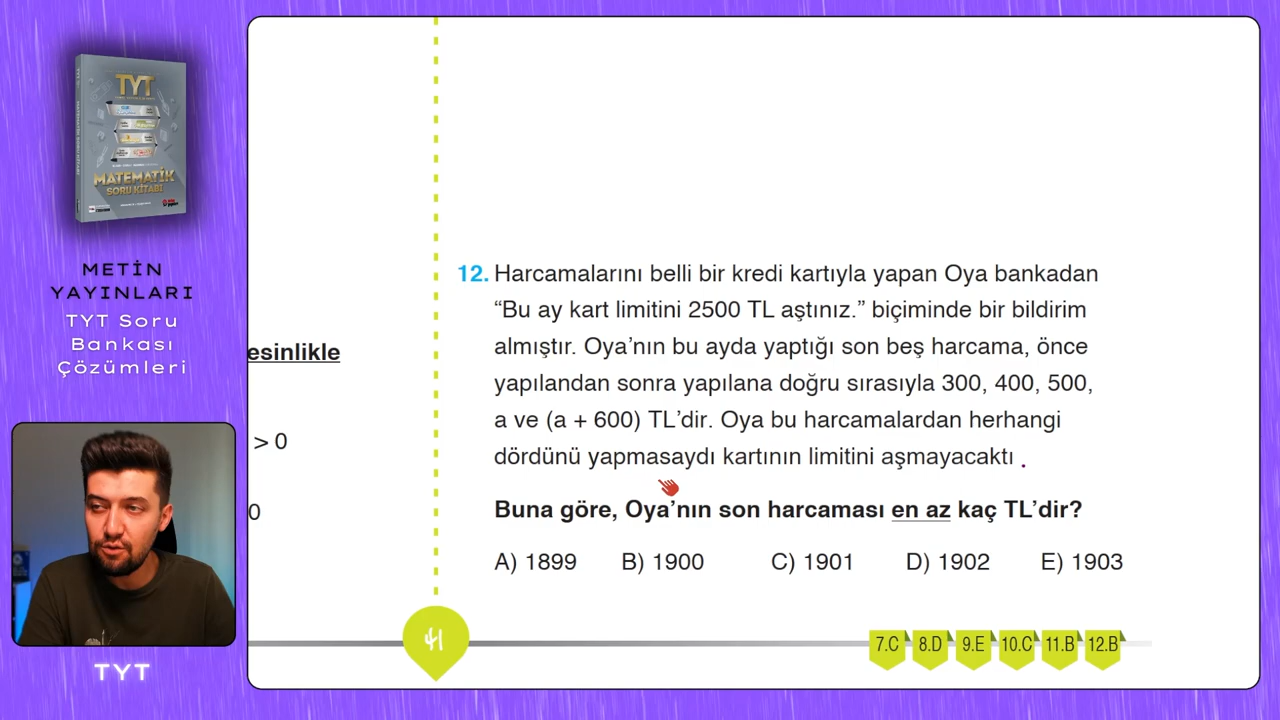 TYT
MATEMATİK
SORU KİTABI
METİN
YAYINLARI
TYT Soru
Bankası
Çözümleri
TYT
esinlikle
> 0
0
12. Harcamalarını belli bir kredi kartıyla yapan Oya bankadan
“Bu ay kart limitini 2500 TL aştınız.” biçiminde bir bildirim
almıştır. Oya’nın bu ayda yaptığı son beş harcama, önce
yapılandan sonra yapılana doğru sırasıyla 300, 400, 500,
a ve (a + 600) TL’dir. Oya bu harcamalardan herhangi
dördünü yapmasaydı kartının limitini aşmayacaktı .
Buna göre, Oya’nın son harcaması en az kaç TL’dir?
A) 1899 B) 1900 C) 1901 D) 1902 E) 1903
41
7.C 8.D 9.E 10.C 11.B 12.B